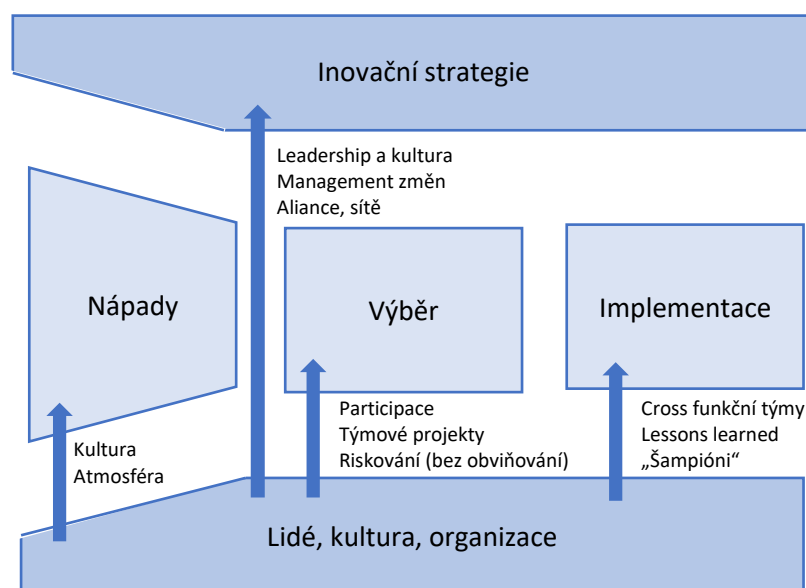 Inovační strategie
Leadership a kultura
Management změn
Aliance, sítě
Nápady
Výběr
Implementace
Kultura
Atmosféra
Participace
Týmové projekty
Riskování (bez obviňování)
Cross funkční týmy
Lessons learned
„Šampióni“
Lidé, kultura, organizace